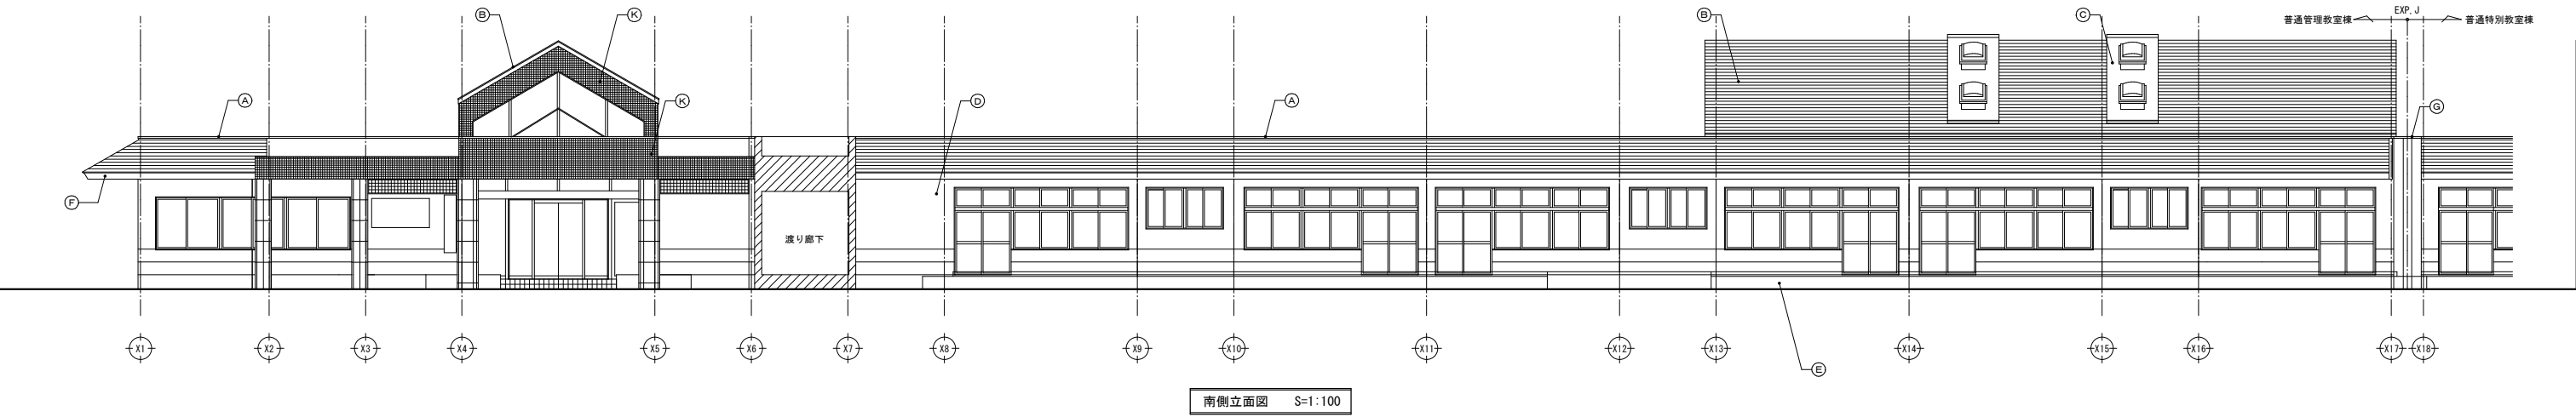 B
K
B
C
EXP.J
普通管理教室棟
普通特別教室棟
A
K
D
A
G
F
渡り廊下
X1
X2
X3
X4
X5
X6
X7
X8
X9
X10
X11
X12
X13
X14
X15
X16
X17
X18
E
南側立面図 S=1:100